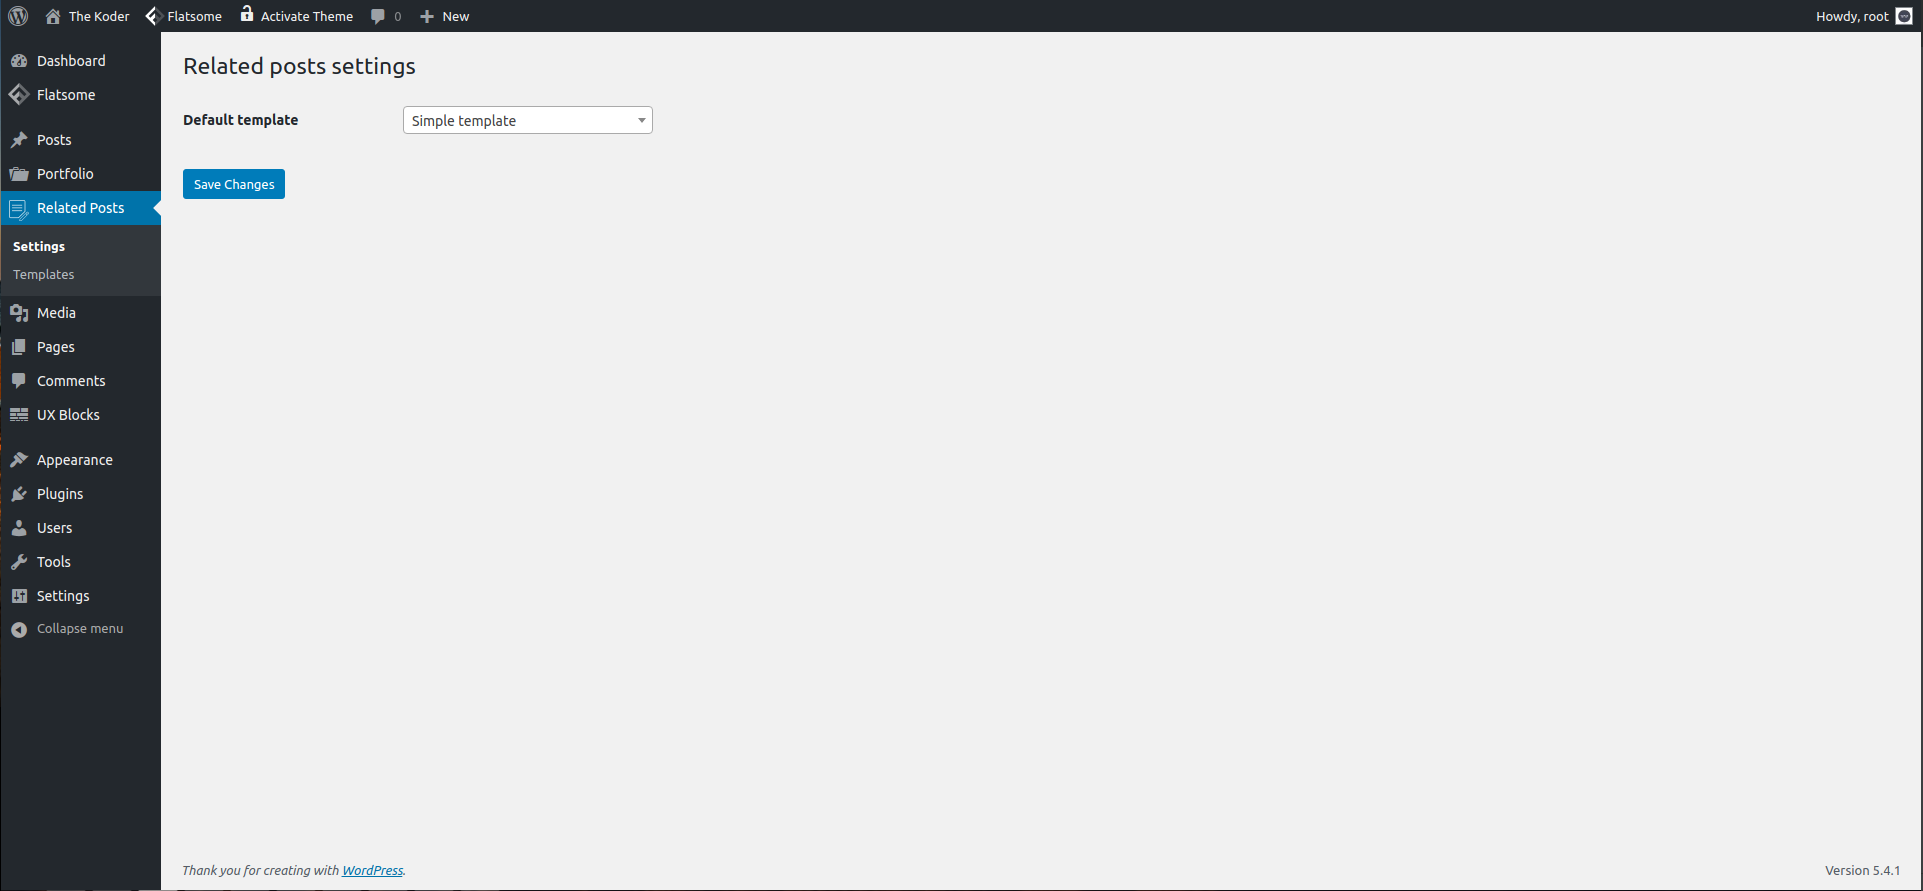 The Koder Flatsome Activate Theme 0 New Howdy, root
Dashboard
Flatsome
Posts
Portfolio
Related Posts
Settings
Templates
Media
Pages
Comments
UX Blocks
Appearance
Plugins
Users
Tools
Settings
Collapse menu
Related posts settings
Default template Simple template
Save Changes
Thank you for creating with WordPress. Version 5.4.1